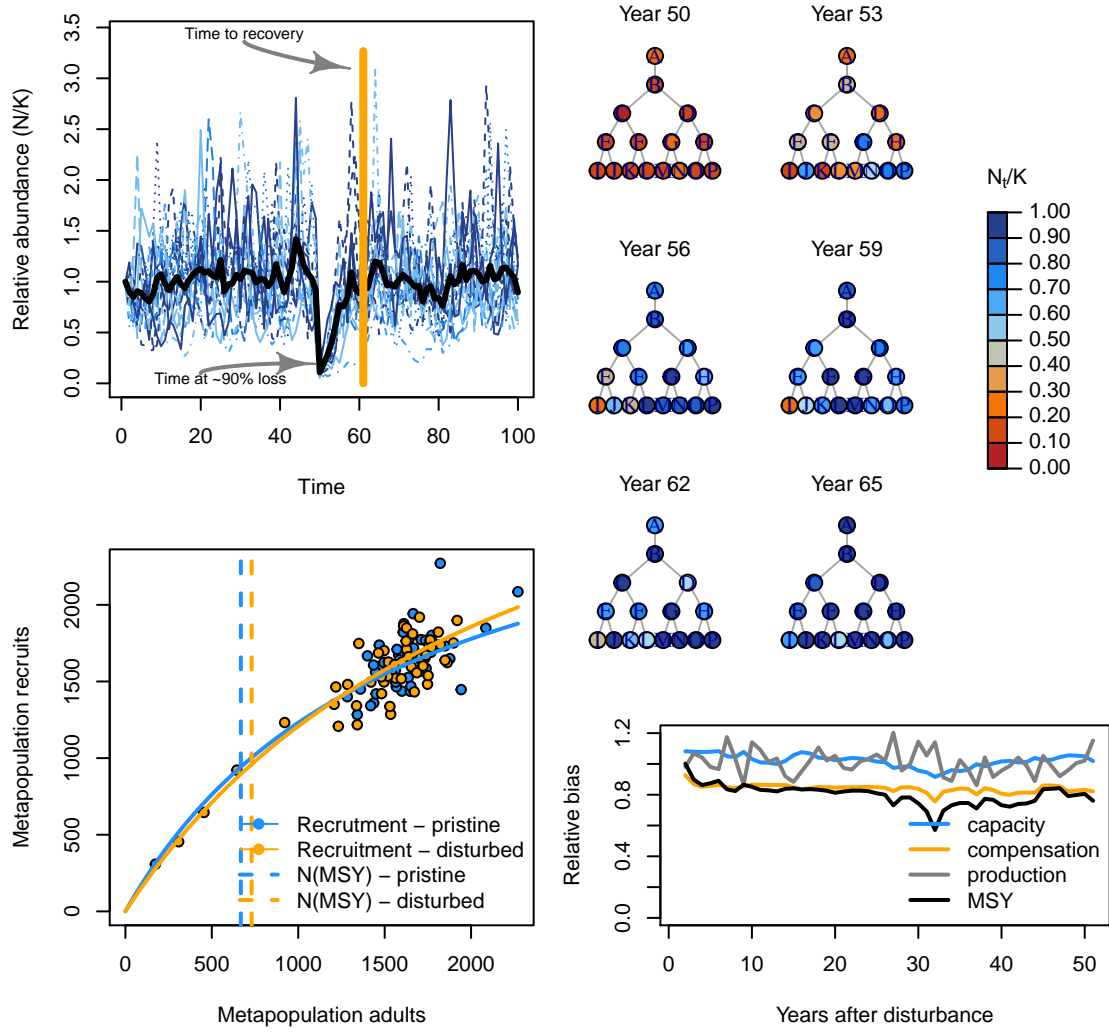 Time to recovery
Time at ~90% loss
Relative abundance (N/K)
0.0 0.5 1.0 1.5 2.0 2.5 3.0 3.5
0 20 40 60 80 100
Time
Year 50
Year 53
Year 56
Year 59
Year 62
Year 65
Nt/K
1.00
0.90
0.80
0.70
0.60
0.50
0.40
0.30
0.20
0.10
0.00
Metapopulation recruits
0 500 1000 1500 2000
Recrutment – pristine
Recruitment – disturbed
N(MSY) – pristine
N(MSY) – disturbed
0 500 1000 1500 2000
Metapopulation adults
Relative bias
0.0 0.4 0.8 1.2
capacity
compensation
production
MSY
0 10 20 30 40 50
Years after disturbance